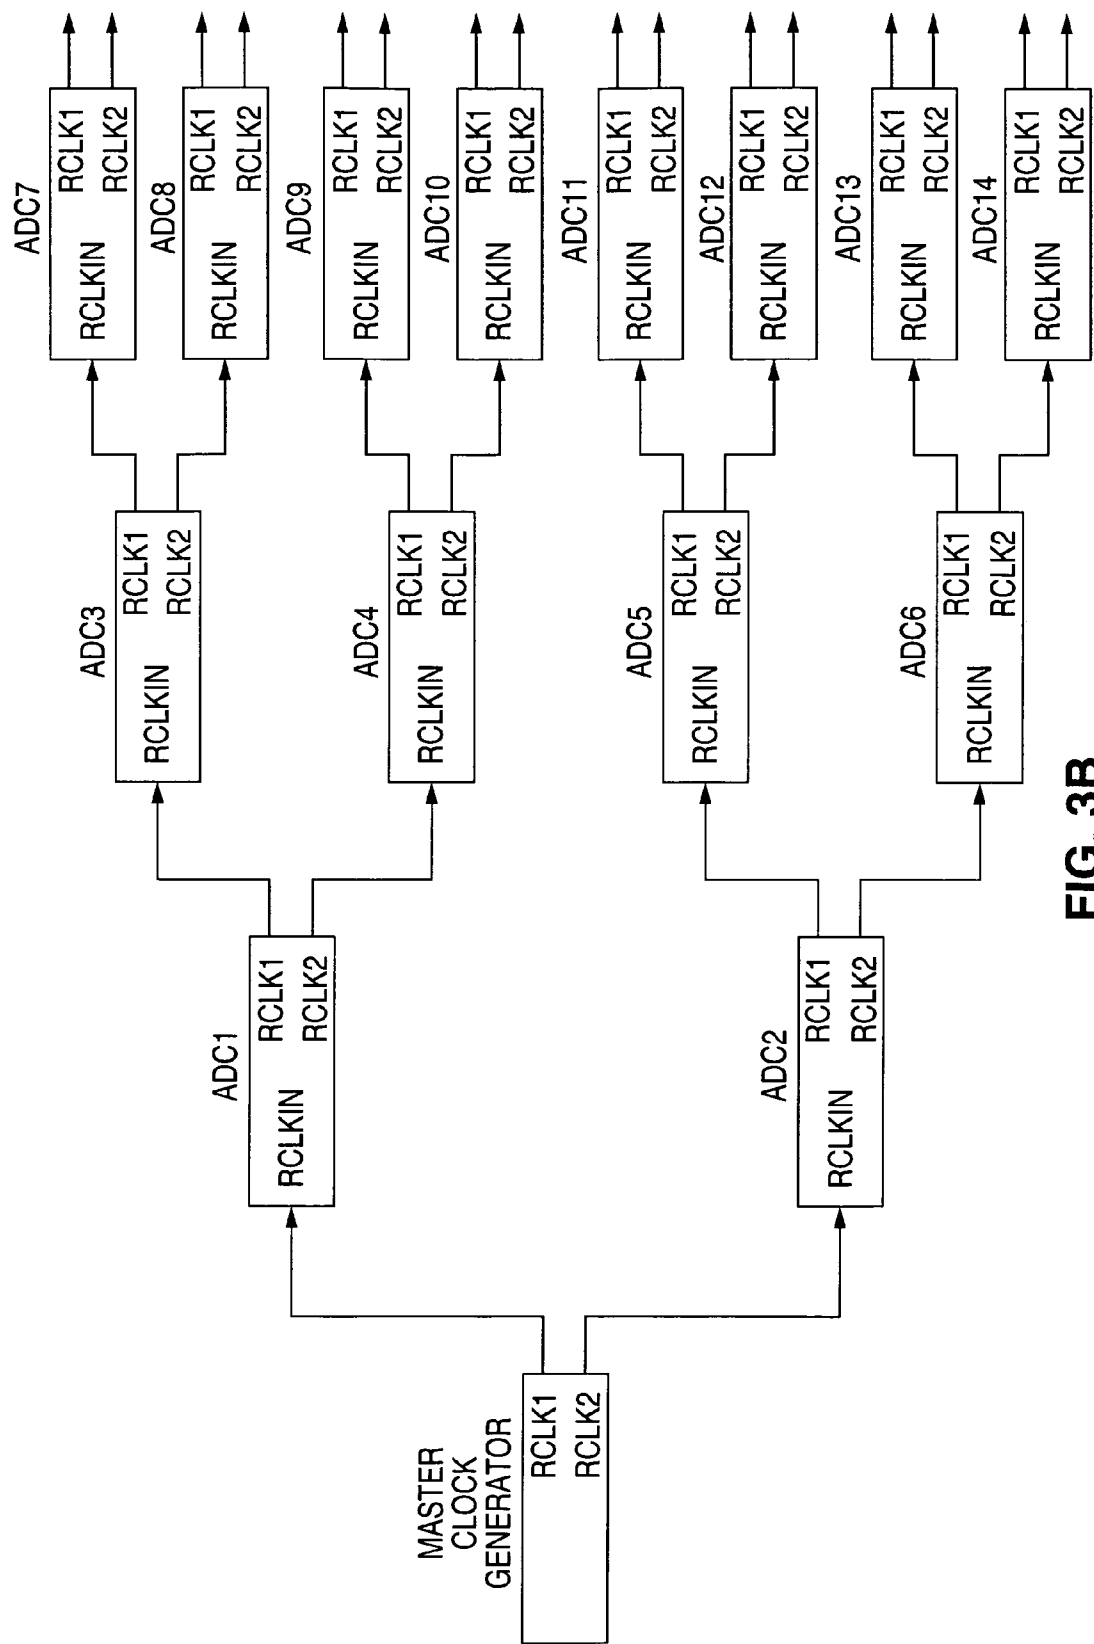 MASTER
CLOCK
GENERATOR
RCLK1
RCLK2
ADC1
RCLKIN
RCLK1
RCLK2
ADC2
RCLKIN
RCLK1
RCLK2
ADC3
RCLKIN
RCLK1
RCLK2
ADC4
RCLKIN
RCLK1
RCLK2
ADC5
RCLKIN
RCLK1
RCLK2
ADC6
RCLKIN
RCLK1
RCLK2
ADC7
RCLKIN
RCLK1
RCLK2
ADC8
RCLKIN
RCLK1
RCLK2
ADC9
RCLKIN
RCLK1
RCLK2
ADC10
RCLKIN
RCLK1
RCLK2
ADC11
RCLKIN
RCLK1
RCLK2
ADC12
RCLKIN
RCLK1
RCLK2
ADC13
RCLKIN
RCLK1
RCLK2
ADC14
RCLKIN
RCLK1
RCLK2
FIG. 3B